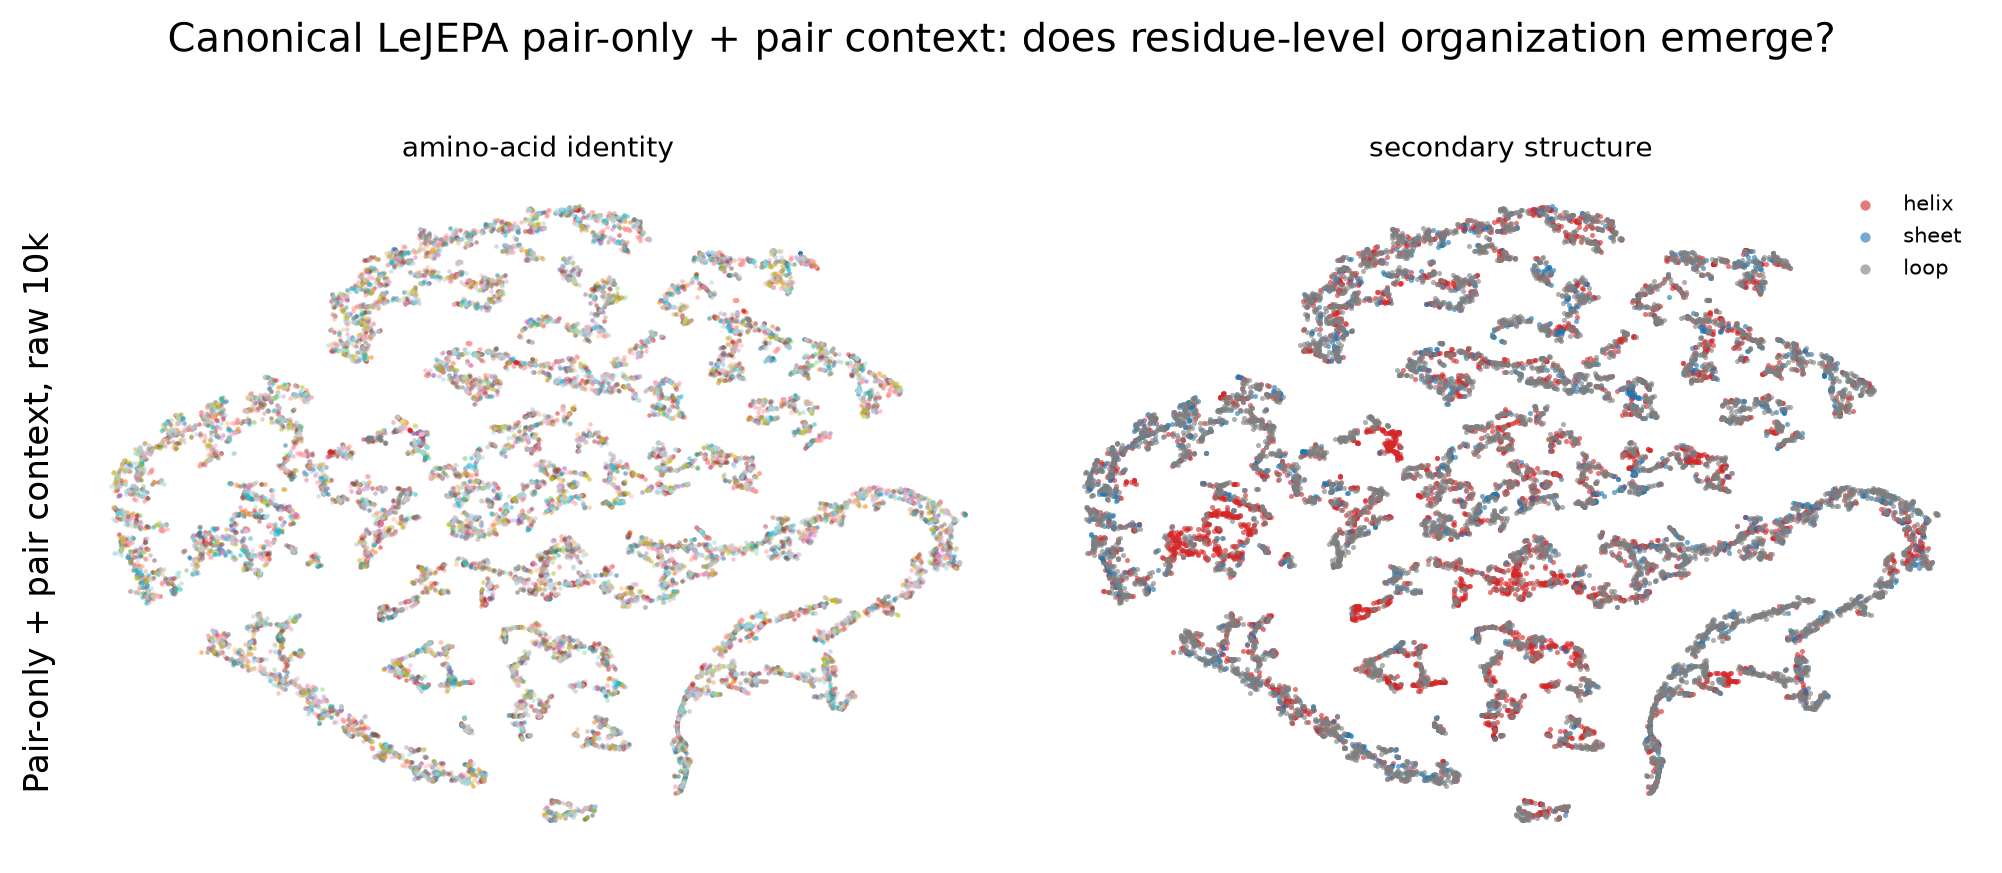 Canonical LeJEPA pair-only + pair context: does residue-level organization emerge?
amino-acid identity
secondary structure
helix
sheet
loop
Pair-only + pair context, raw 10k